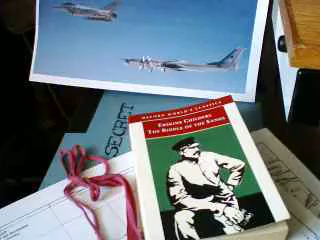 OXFORD WORLD'S CLASSICS
ERSKINE CHILDERS
THE RIDDLE OF THE SANDS
SECRET